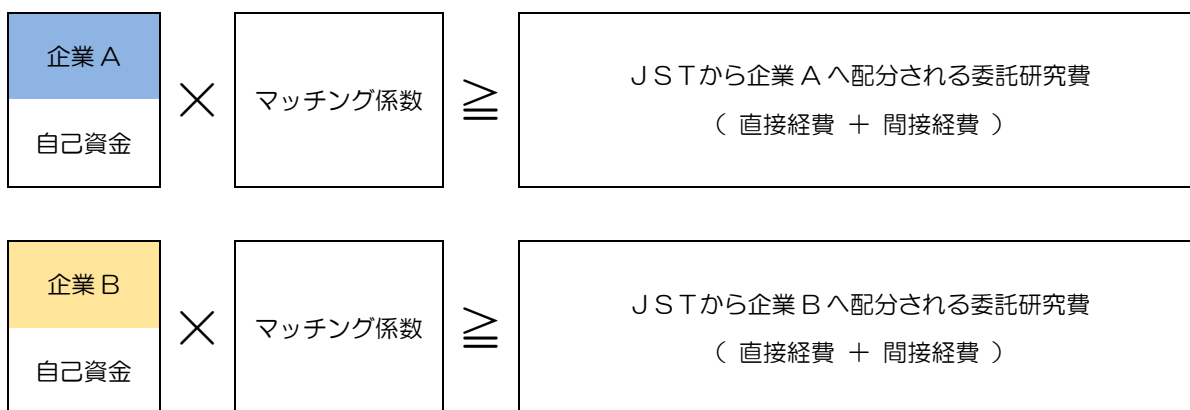 企業A
自己資金
×
マッチング係数
≧
JSTから企業Aへ配分される委託研究費
( 直接経費 + 間接経費 )
企業B
自己資金
×
マッチング係数
≧
JSTから企業Bへ配分される委託研究費
( 直接経費 + 間接経費 )